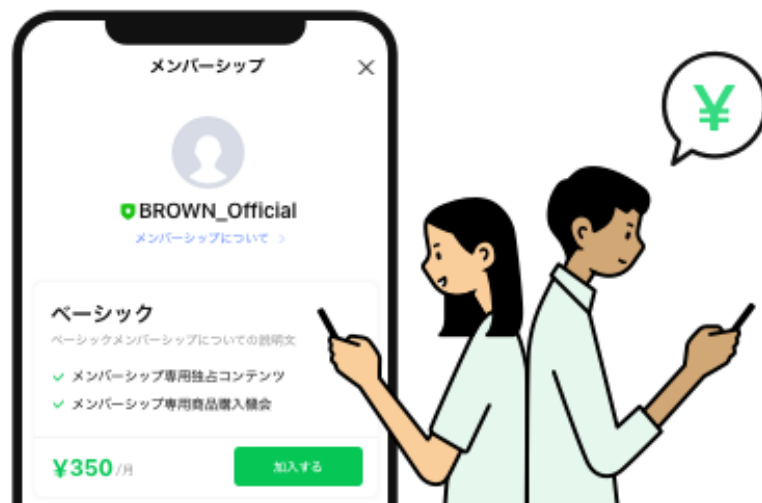 メンバーシップ
BROWN_Official
メンバーシップについて
ベーシック
ベーシックメンバーシップについての説明文
メンバーシップ専用独占コンテンツ
メンバーシップ専用商品購入機会
¥350/月
加入する
¥